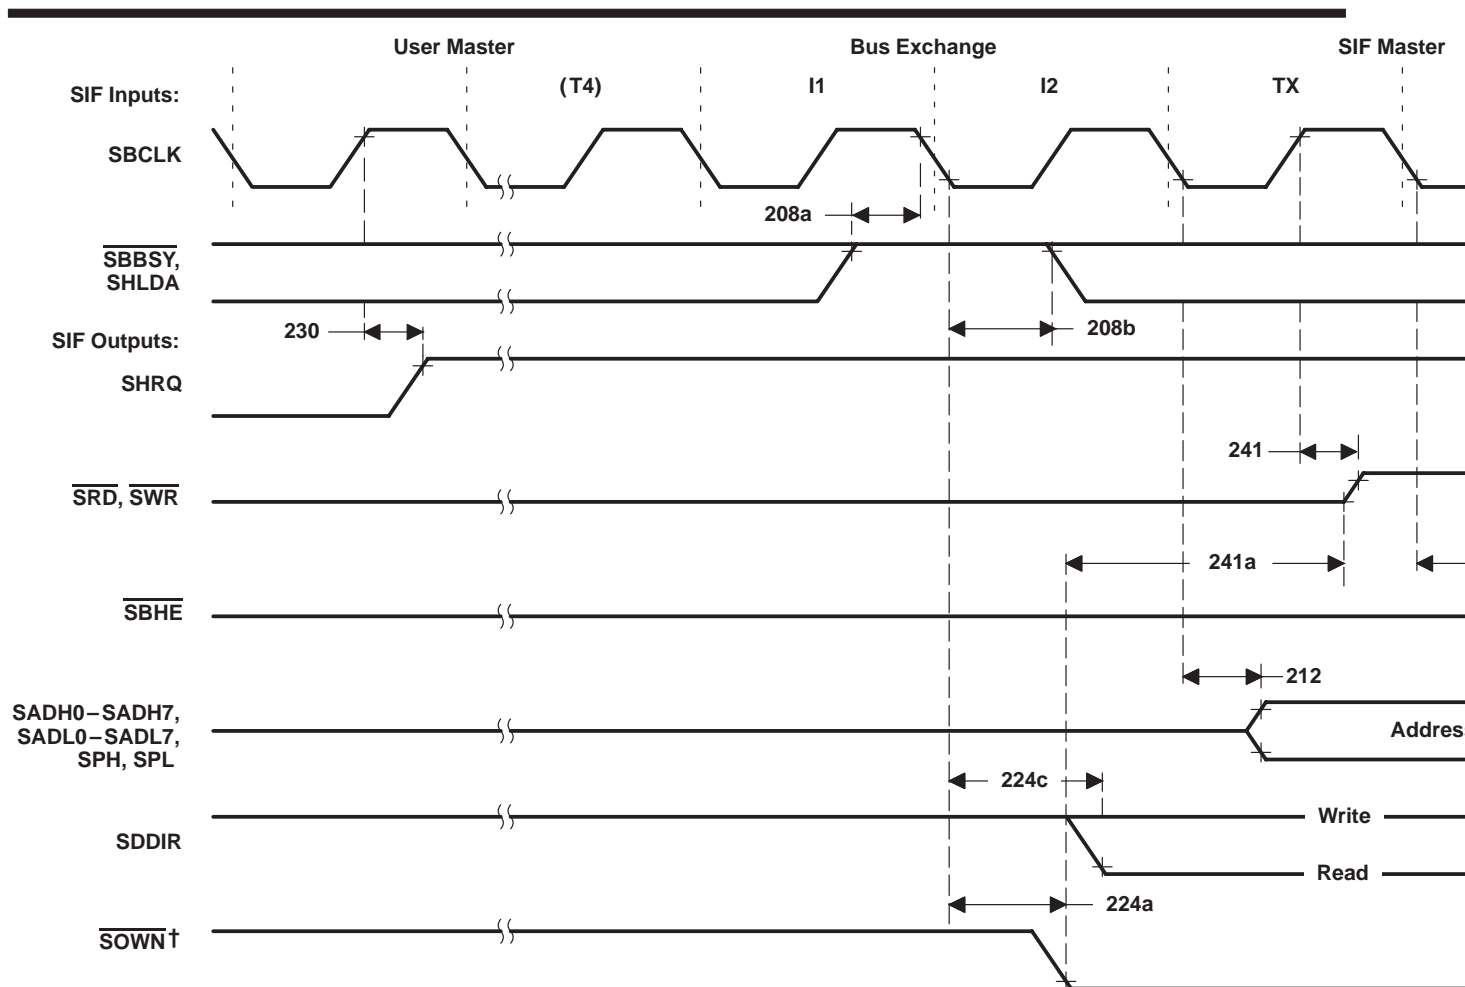 User Master
Bus Exchange
SIF Master
(T4)
I1
I2
TX
SIF Inputs:
SBCLK
208a
SBBSY,
SHLDA
230
208b
SIF Outputs:
SHRQ
241
SRD, SWR
241a
SBHE
212
SADH0–SADH7,
SADL0–SADL7,
SPH, SPL
Addres
224c
Write
SDDIR
Read
224a
SOWN†